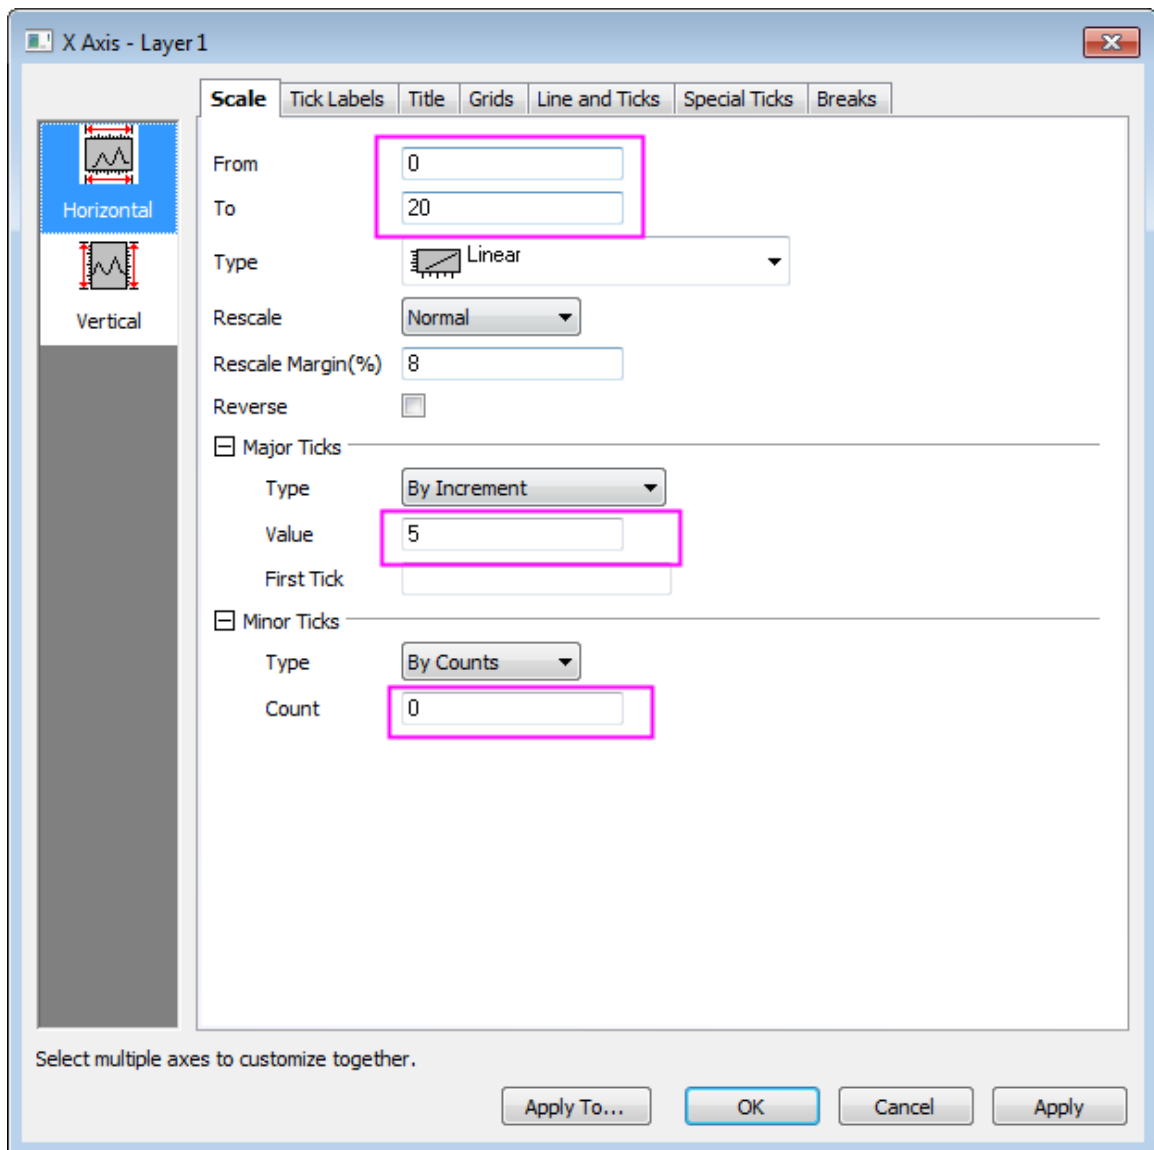 X Axis - Layer 1
Scale Tick Labels Title Grids Line and Ticks Special Ticks Breaks
Horizontal
Vertical
From 0
To 20
Type Linear
Rescale Normal
Rescale Margin(%) 8
Reverse
Major Ticks
Type By Increment
Value 5
First Tick
Minor Ticks
Type By Counts
Count 0
Select multiple axes to customize together.
Apply To... OK Cancel Apply